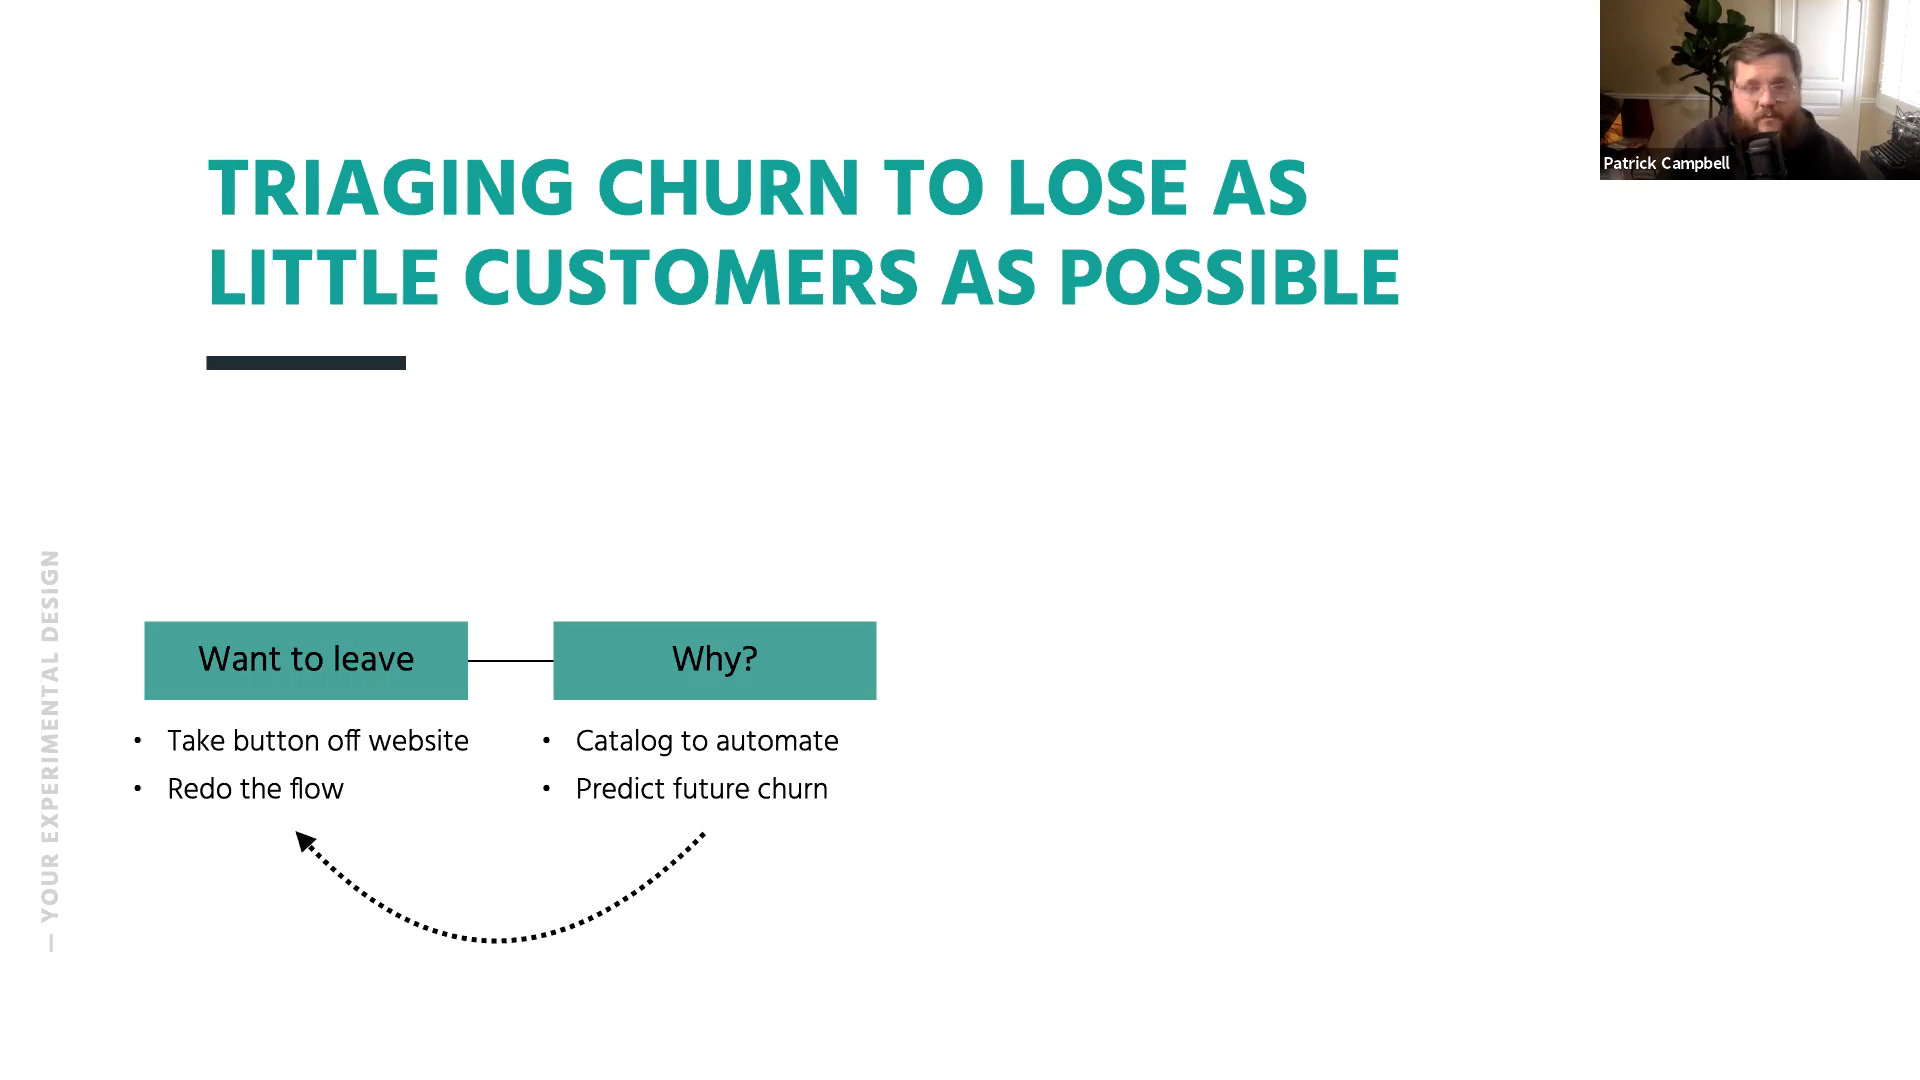 Patrick Campbell
TRIAGING CHURN TO LOSE AS
LITTLE CUSTOMERS AS POSSIBLE
— YOUR EXPERIMENTAL DESIGN
Want to leave
• Take button off website
• Redo the flow
Why?
• Catalog to automate
• Predict future churn